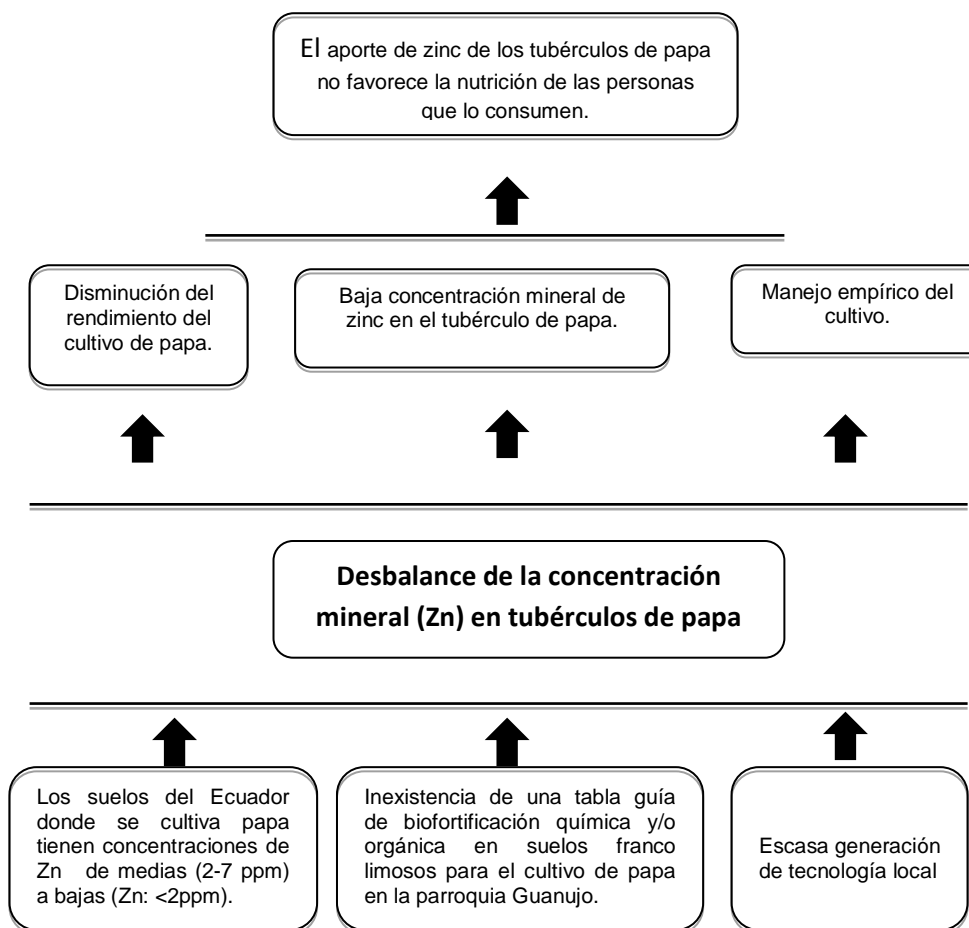 El aporte de zinc de los tubérculos de papa
no favorece la nutrición de las personas
que lo consumen.
Disminución del
rendimiento del
cultivo de papa.
Baja concentración mineral de
zinc en el tubérculo de papa.
Manejo empírico del
cultivo.
Desbalance de la concentración
mineral (Zn) en tubérculos de papa
Los suelos del Ecuador
donde se cultiva papa
tienen concentraciones de
Zn de medias (2-7 ppm)
a bajas (Zn: <2ppm).
Inexistencia de una tabla guía
de biofortificación química y/o
orgánica en suelos franco
limosos para el cultivo de papa
en la parroquia Guanujo.
Escasa generación
de tecnología local